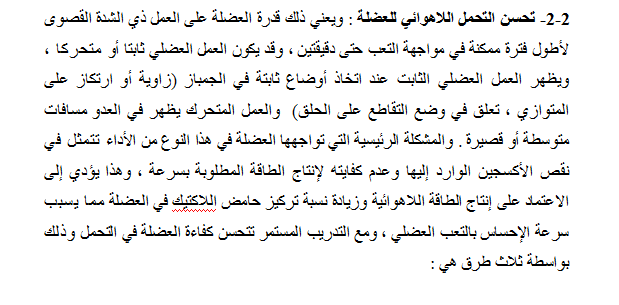 2-2- تحسن التحمل اللاهوائي للعضلة : ويعني ذلك قدرة العضلة على العمل ذي الشدة القصوى
لأطول فترة ممكنة في مواجهة التعب حتى دقيقتين ، وقد يكون العمل العضلي ثابتا أو متحركا ،
ويظهر العمل العضلي الثابت عند اتخاذ أوضاع ثابتة في الجمباز (زاوية أو ارتكاز على
المتوازي ، تعلق في وضع التقاطع على الحلق) والعمل المتحرك يظهر في العدو مسافات
متوسطة أو قصيرة . والمشكلة الرئيسية التي تواجهها العضلة في هذا النوع من الأداء تتمثل في
نقص الأكسجين الوارد إليها وعدم كفايته لإنتاج الطاقة المطلوبة بسرعة ، وهذا يؤدي إلى
الاعتماد على إنتاج الطاقة اللاهوائية وزيادة نسبة تركيز حامض اللاكتيك في العضلة مما يسبب
سرعة الإحساس بالتعب العضلي ، ومع التدريب المستمر تتحسن كفاءة العضلة في التحمل وذلك
بواسطة ثلاث طرق هي :